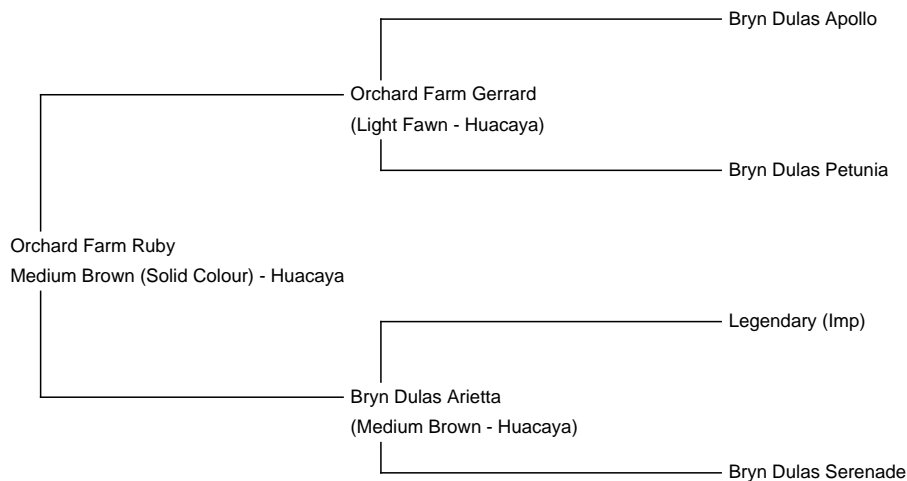 Bryn Dulas Apollo
Orchard Farm Gerrard
(Light Fawn - Huacaya)
Bryn Dulas Petunia
Orchard Farm Ruby
Medium Brown (Solid Colour) - Huacaya
Legendary (Imp)
Bryn Dulas Arietta
(Medium Brown - Huacaya)
Bryn Dulas Serenade